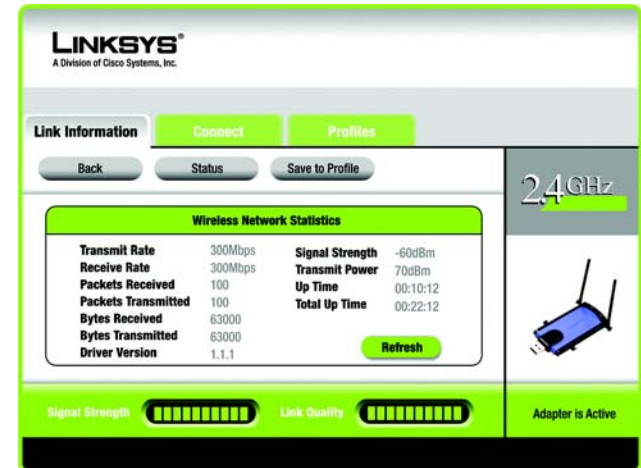 LINKSYS®
A Division of Cisco Systems, Inc.
Link Information Connect Profiles
Back Status Save to Profile
2.4GHz
Wireless Network Statistics
Transmit Rate 300Mbps Signal Strength -60dBm
Receive Rate 300Mbps Transmit Power 70dBm
Packets Received 100 Up Time 00:10:12
Packets Transmitted 100 Total Up Time 00:22:12
Bytes Received 63000
Bytes Transmitted 63000
Driver Version 1.1.1
Refresh
Signal Strength Link Quality Adapter is Active